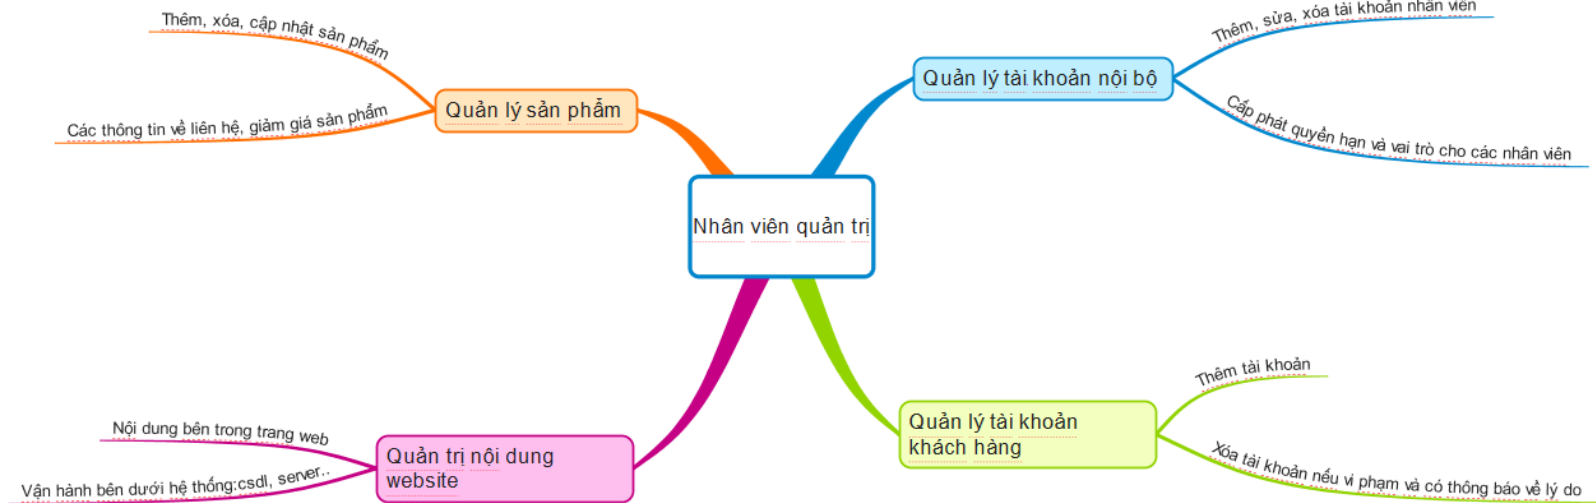 Thêm, xóa, cập nhật sản phẩm
Các thông tin về liên hệ, giảm giá sản phẩm
Quản lý sản phẩm
Thêm, sửa, xóa tài khoản nhân viên
Quản lý tài khoản nội bộ
Cấp phát quyền hạn và vai trò cho các nhân viên
Nhân viên quản trị
Nội dung bên trong trang web
Vận hành bên dưới hệ thống:csdl, server..
Quản trị nội dung
website
Thêm tài khoản
Quản lý tài khoản
khách hàng
Xóa tài khoản nếu vi phạm và có thông báo về lý do